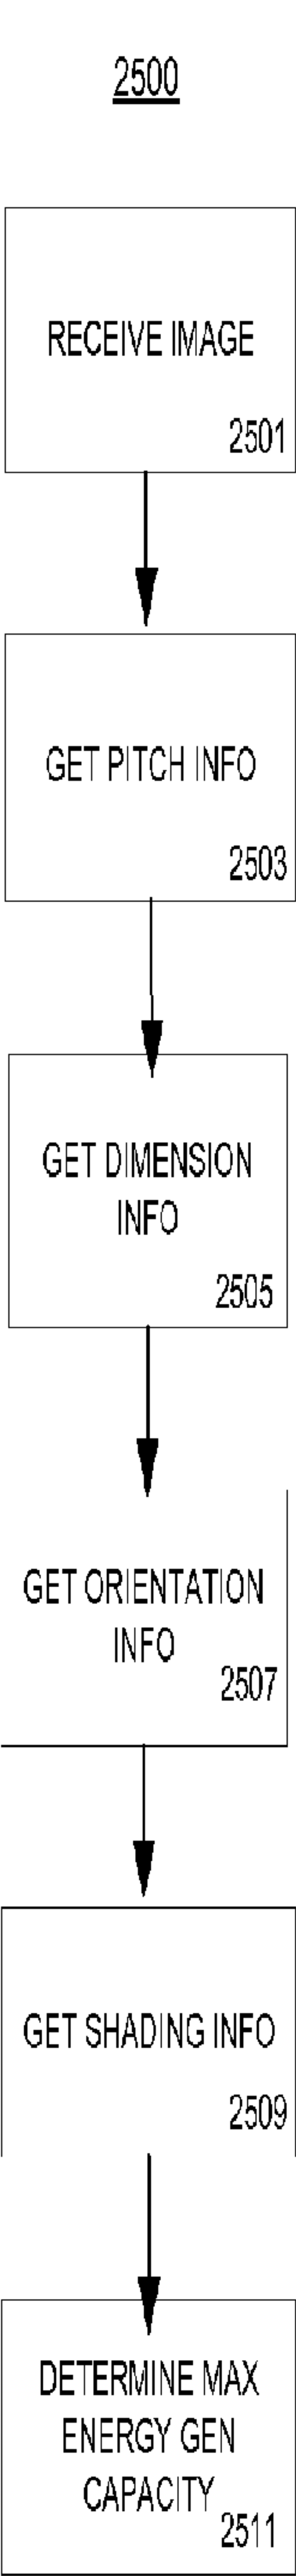 2500
RECEIVE IMAGE
2501
GET PITCH INFO
2503
GET DIMENSION
INFO
2505
GET ORIENTATION
INFO
2507
GET SHADING INFO
2509
DETERMINE MAX
ENERGY GEN
CAPACITY
2511